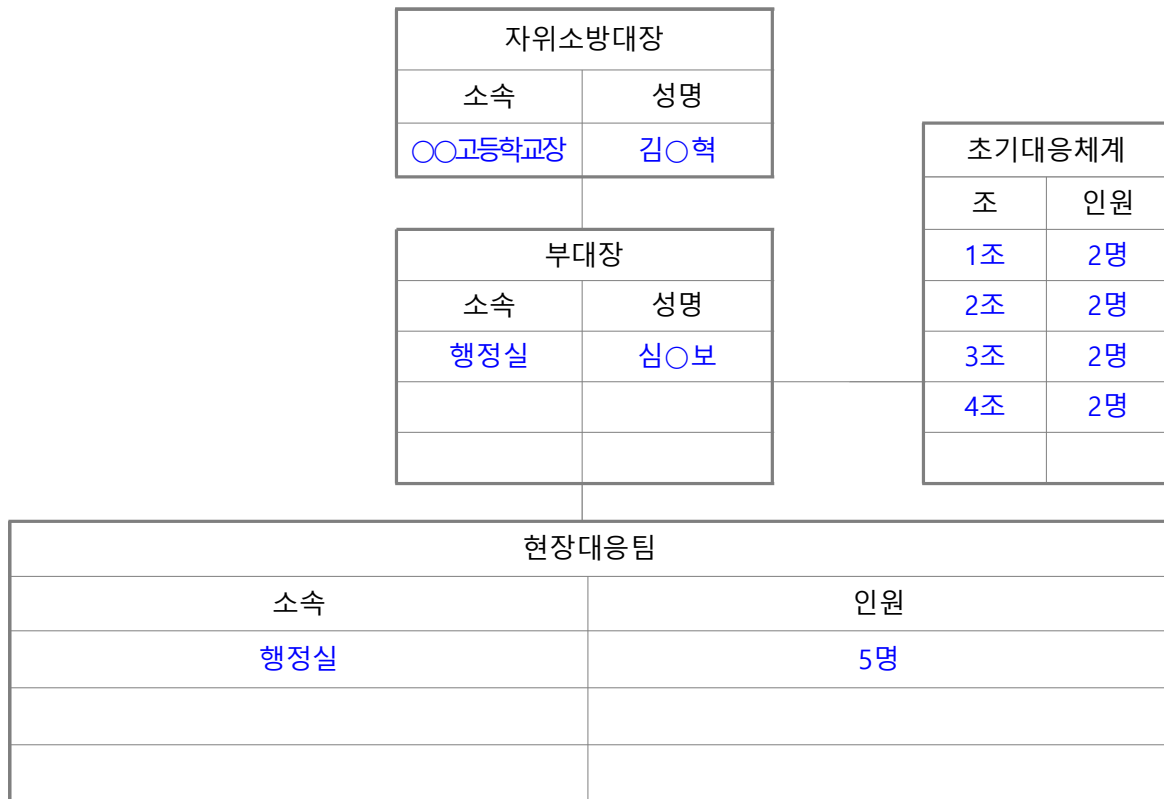 자위소방대장
소속 성명
○○고등학교장 김○혁
초기대응체계
조 인원
1조 2명
2조 2명
3조 2명
4조 2명
부대장
소속 성명
행정실 심○보
현장대응팀
소속 인원
행정실 5명